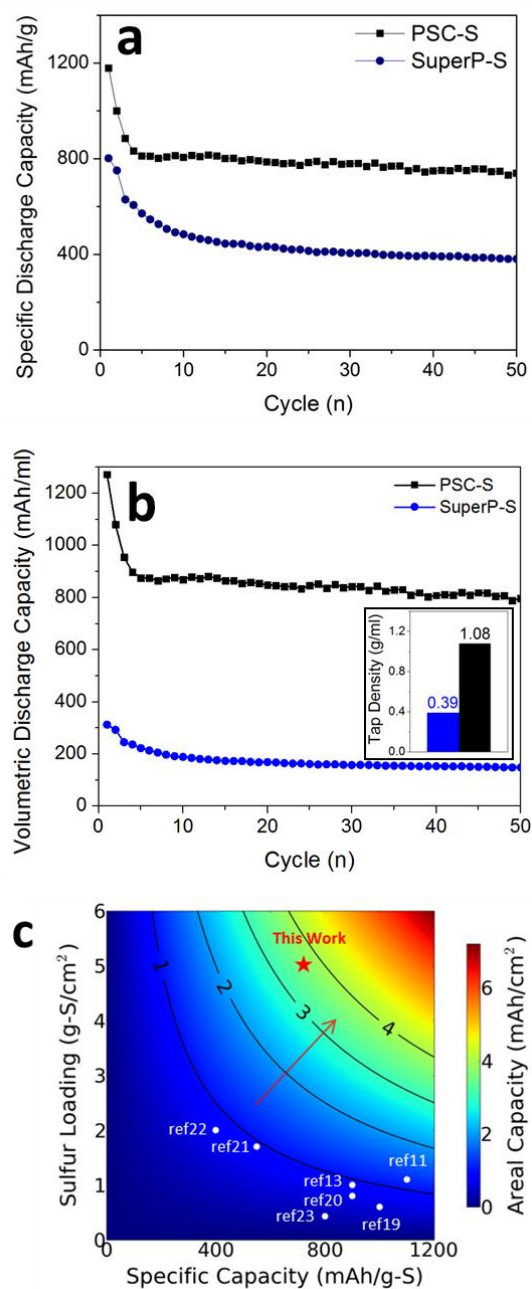 a
PSC-S
SuperP-S
Specific Discharge Capacity (mAh/g)
1200
800
400
0
0 10 20 30 40 50
Cycle (n)
b
PSC-S
SuperP-S
Volumetric Discharge Capacity (mAh/ml)
1200
1000
800
600
400
200
0
0 10 20 30 40 50
Cycle (n)
Tap Density (g/ml)
1.2
0.8
0.4
0.0
0.39
1.08
c
Sulfur Loading (g-S/cm²)
6
5
4
3
2
1
0
0 400 800 1200
Specific Capacity (mAh/g-S)
This Work
1
2
3
4
ref22
ref21
ref11
ref13
ref20
ref23
ref19
Areal Capacity (mAh/cm²)
6
4
2
0